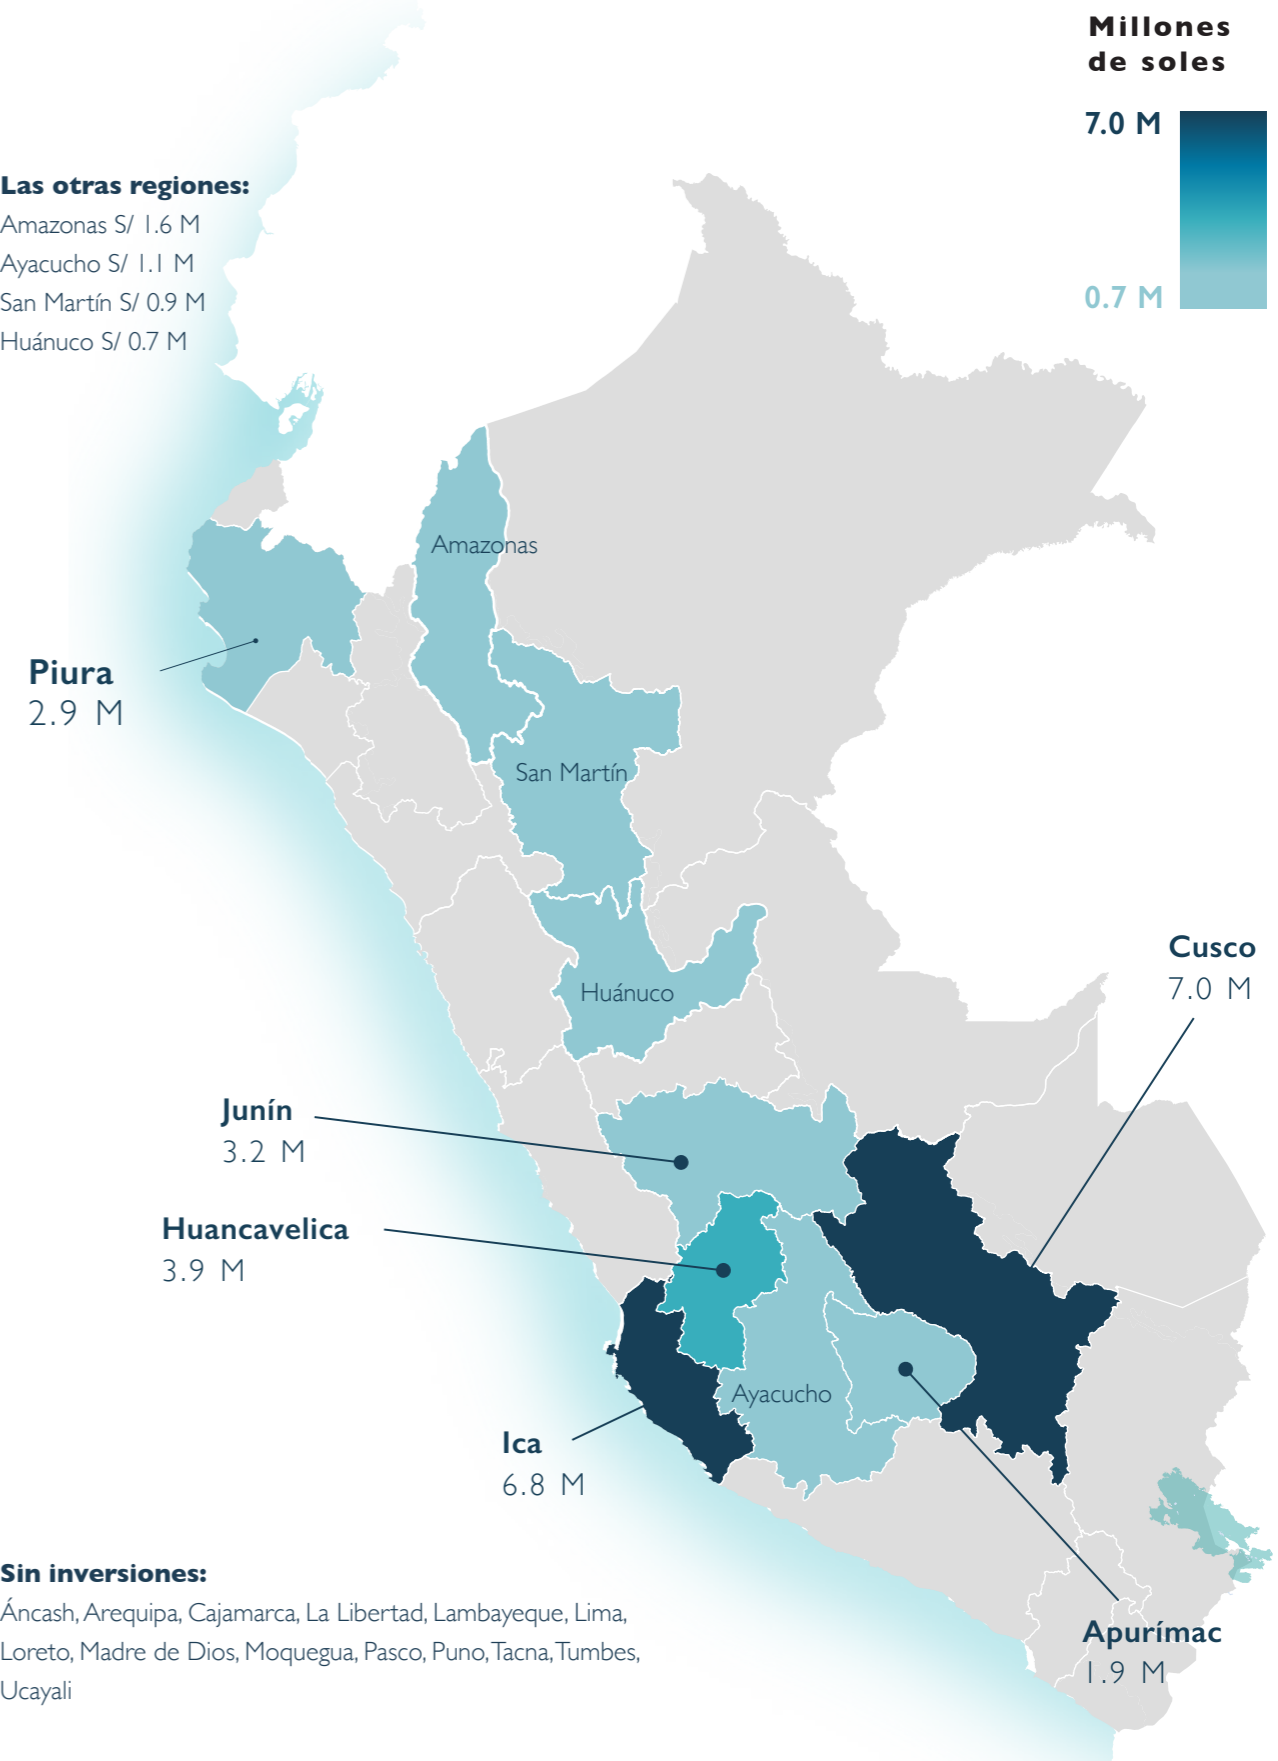 Millones
de soles
7.0 M
0.7 M
Las otras regiones:
Amazonas S/ 1.6 M
Ayacucho S/ 1.1 M
San Martín S/ 0.9 M
Huánuco S/ 0.7 M
Amazonas
Piura
2.9 M
San Martín
Huánuco
Cusco
7.0 M
Junín
3.2 M
Huancavelica
3.9 M
Ayacucho
Ica
6.8 M
Sin inversiones:
Áncash, Arequipa, Cajamarca, La Libertad, Lambayeque, Lima,
Loreto, Madre de Dios, Moquegua, Pasco, Puno, Tacna, Tumbes,
Ucayali
Apurímac
1.9 M